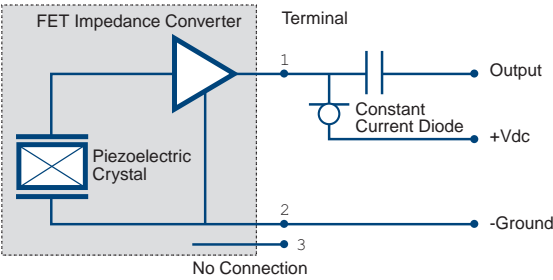 FET Impedance Converter
Terminal
1
Output
Constant
Current Diode
+Vdc
Piezoelectric
Crystal
2
-Ground
3
No Connection